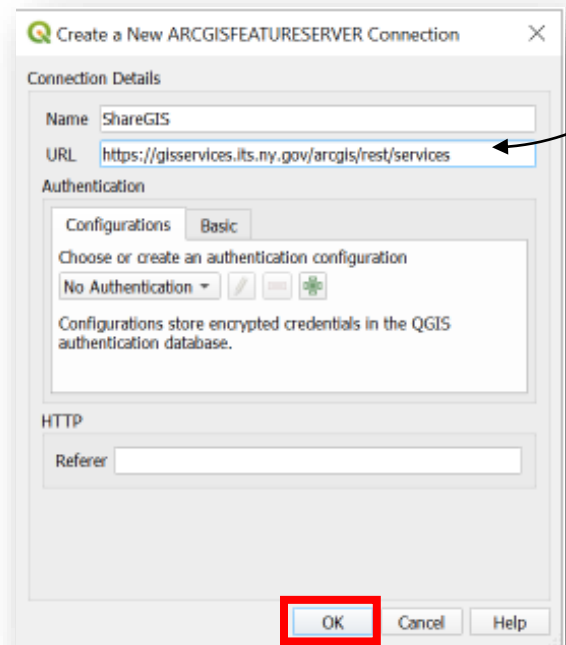 Create a New ARCGISFEATURESERVER Connection
Connection Details
Name ShareGIS
URL https://gisservices.its.ny.gov/arcgis/rest/services
Authentication
Configurations Basic
Choose or create an authentication configuration
No Authentication
Configurations store encrypted credentials in the QGIS
authentication database.
HTTP
Referer
OK Cancel Help